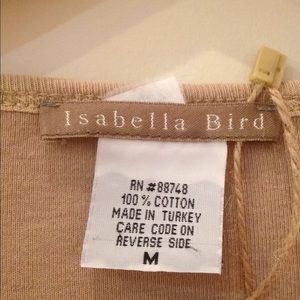 Isabella Bird
RN #88748
100% COTTON
MADE IN TURKEY
CARE CODE ON
REVERSE SIDE
M